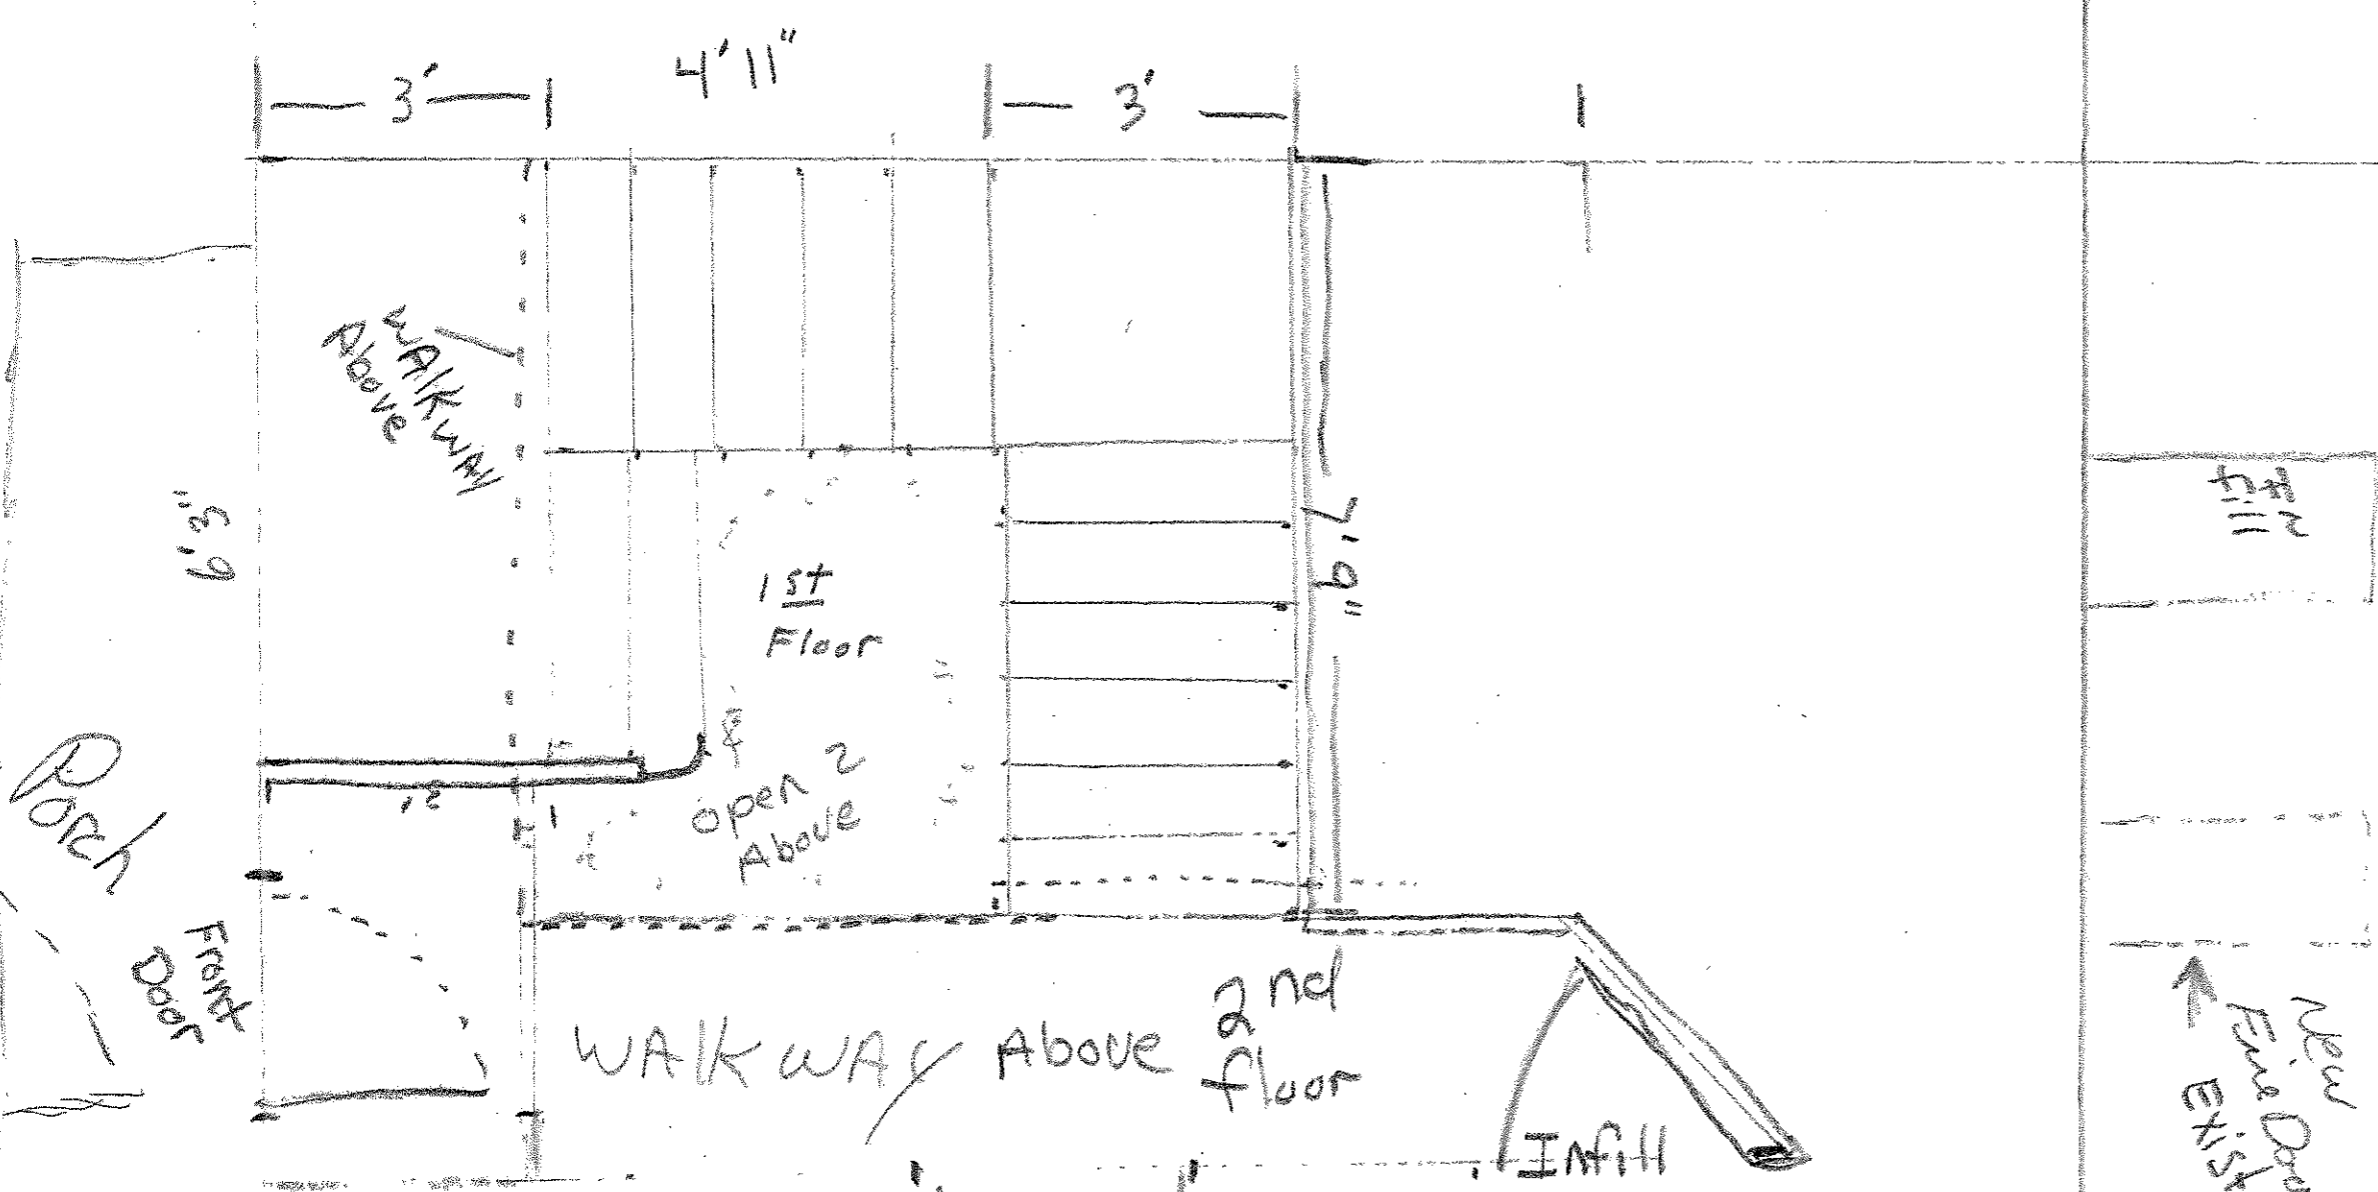 3'
4'11"
3'
WAlkwAy
Above
6'3"
7'9"
1st
Floor
open 2
Above
Porch
Front
Door
WAlkwAy Above 2nd
floor
Infill
New
Exist